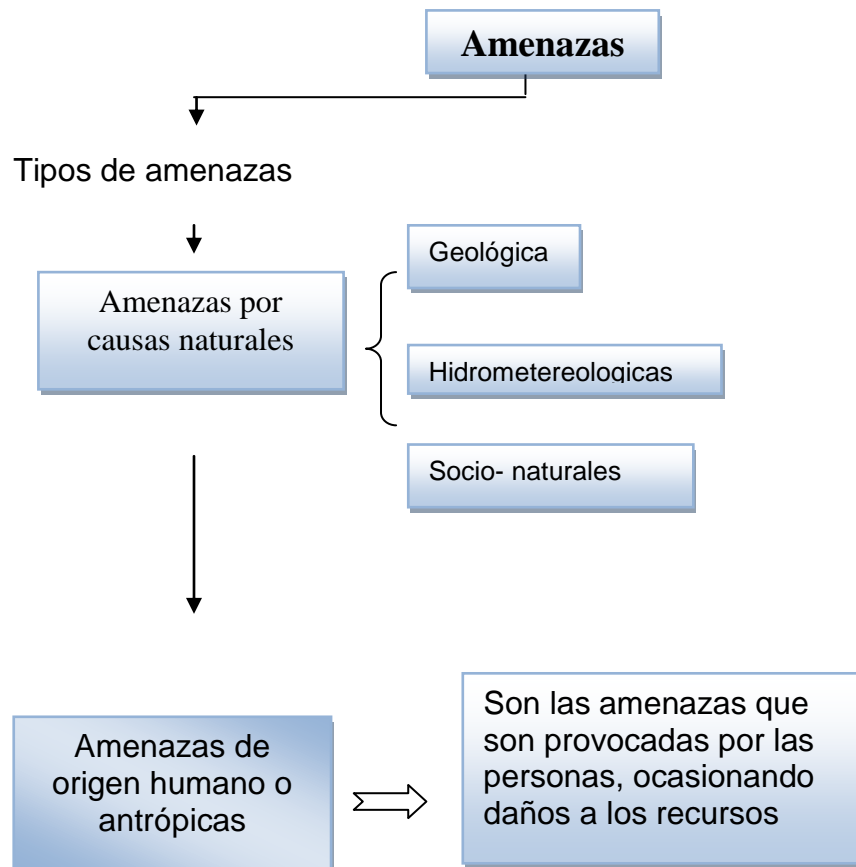 Amenazas
Tipos de amenazas
Amenazas por
causas naturales
Geológica
Hidrometereologicas
Socio- naturales
Amenazas de
origen humano o
antrópicas
Son las amenazas que
son provocadas por las
personas, ocasionando
daños a los recursos